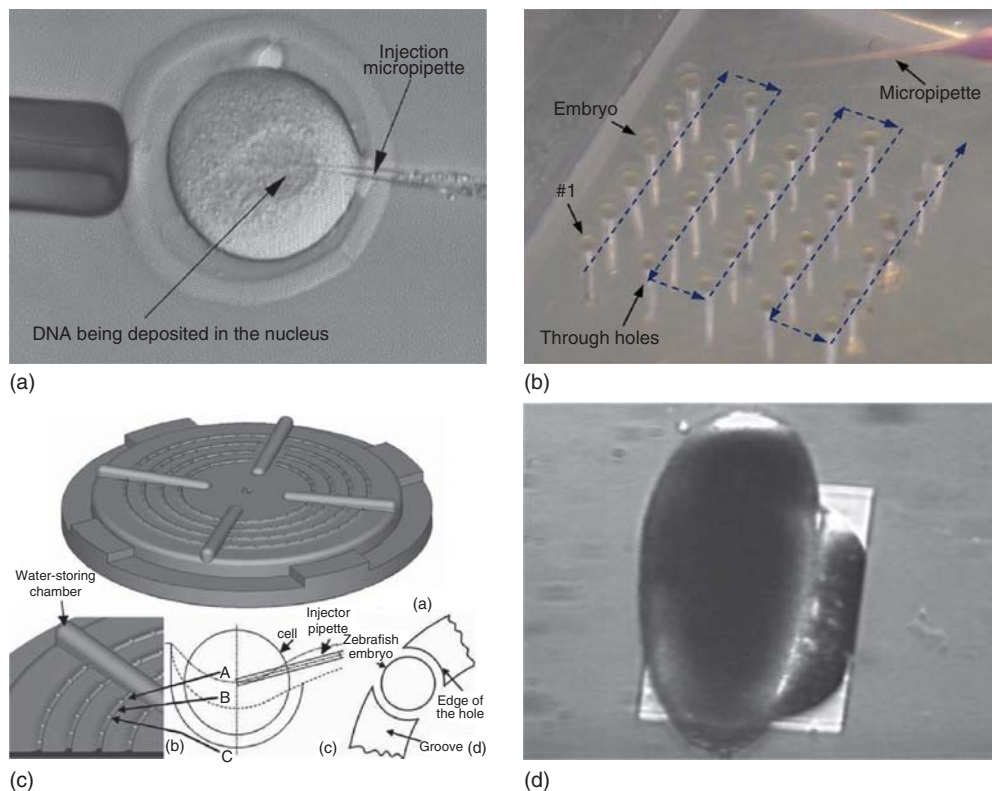 Injection
micropipette
DNA being deposited in the nucleus
(a)
Micropipette
Embryo
#1
Through holes
(b)
Water-storing
chamber
(a)
cell
Injector
pipette
Zebrafish
embryo
A
B
Edge of
the hole
(b)
C
(c)
Groove
(d)
(c)
(d)